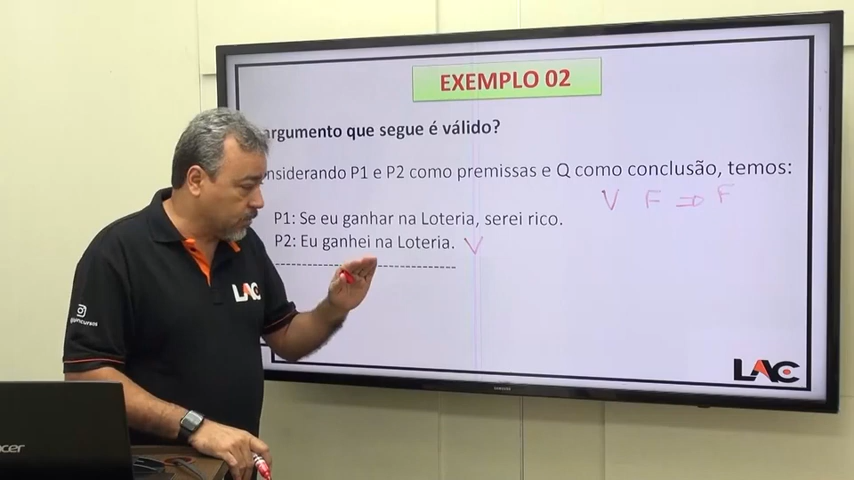 EXEMPLO 02
argumento que segue é válido?
onsiderando P1 e P2 como premissas e Q como conclusão, temos:
V F ⇒ F
P1: Se eu ganhar na Loteria, serei rico.
P2: Eu ganhei na Loteria. V
LAC
LAC